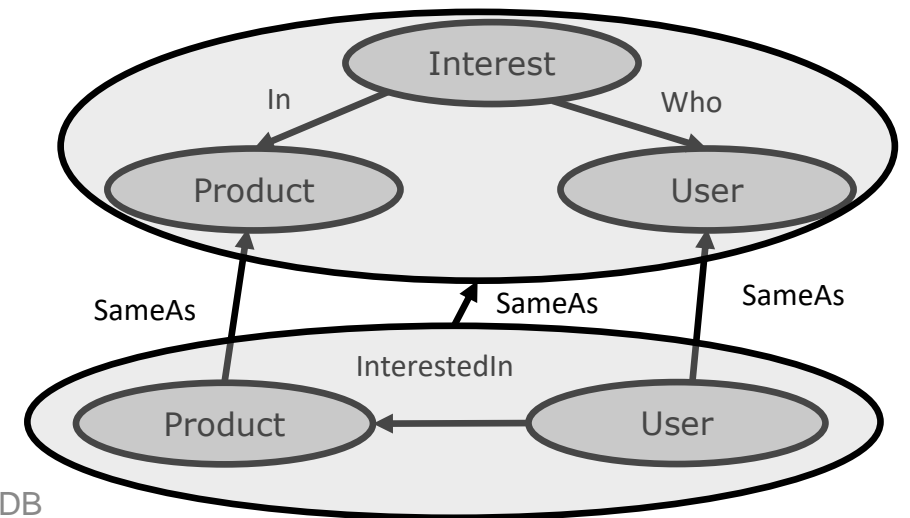 Interest
In
Who
Product
User
SameAs
SameAs
SameAs
InterestedIn
Product
User
DB